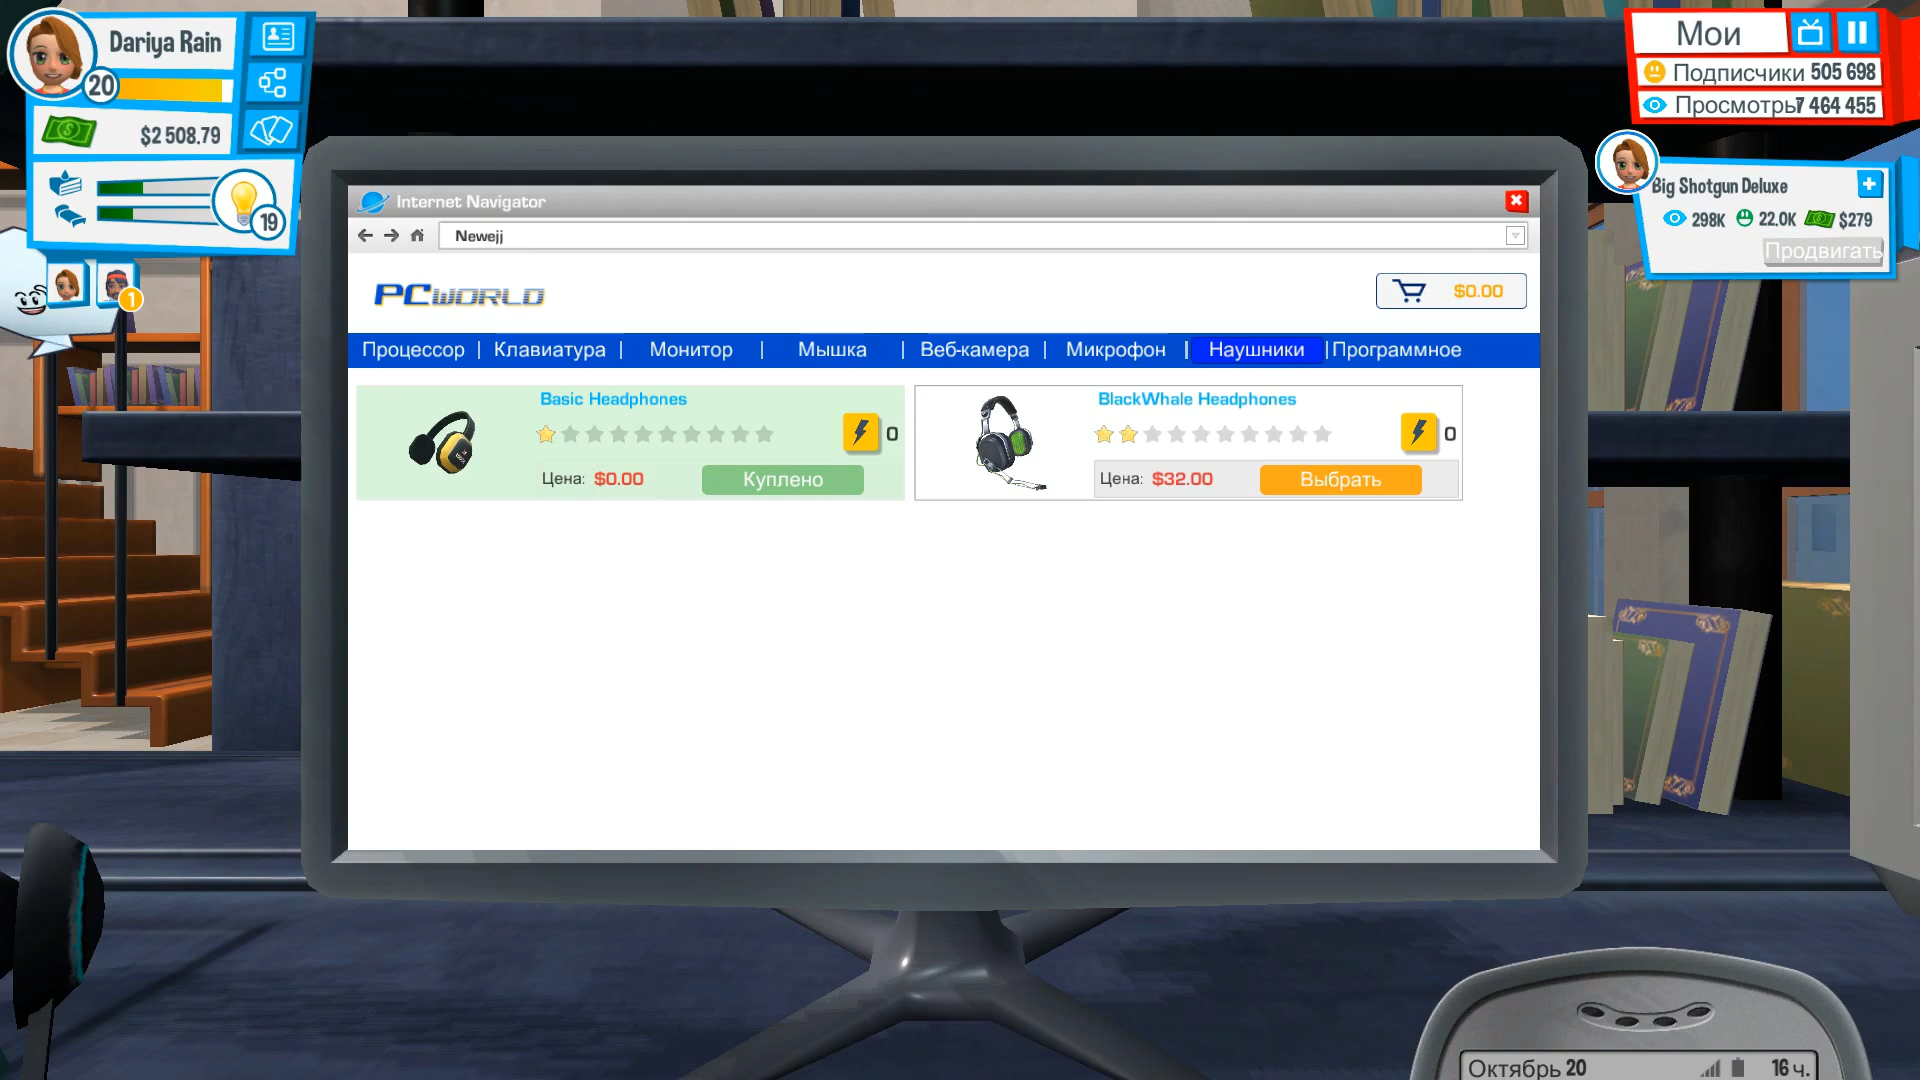 Dariya Rain
20
$2 508.79
19
1
Мои
Подписчики 505 698
Просмотры 7 464 455
Big Shotgun Deluxe
298K 22.0K $279
Продвигать
Internet Navigator
Newejj
PCWORLD
$0.00
Процессор | Клавиатура | Монитор | Мышка | Веб-камера | Микрофон | Наушники | Программное
Basic Headphones
0
Цена: $0.00 Куплено
BlackWhale Headphones
0
Цена: $32.00 Выбрать
Октябрь 20 16 ч.